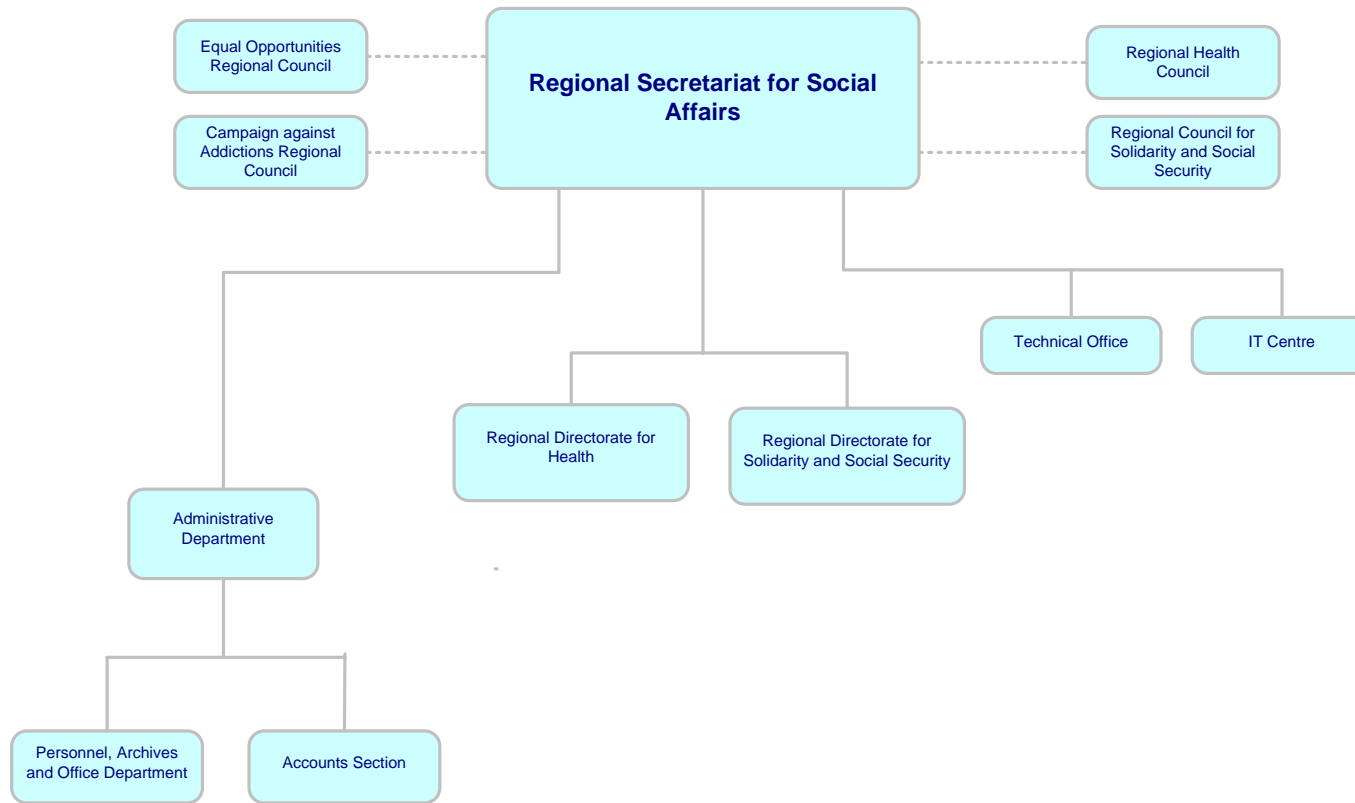 Equal Opportunities
Regional Council
Regional Secretariat for Social
Affairs
Regional Health
Council
Campaign against
Addictions Regional
Council
Regional Council for
Solidarity and Social
Security
Technical Office
IT Centre
Regional Directorate for
Health
Regional Directorate for
Solidarity and Social Security
Administrative
Department
Personnel, Archives
and Office Department
Accounts Section